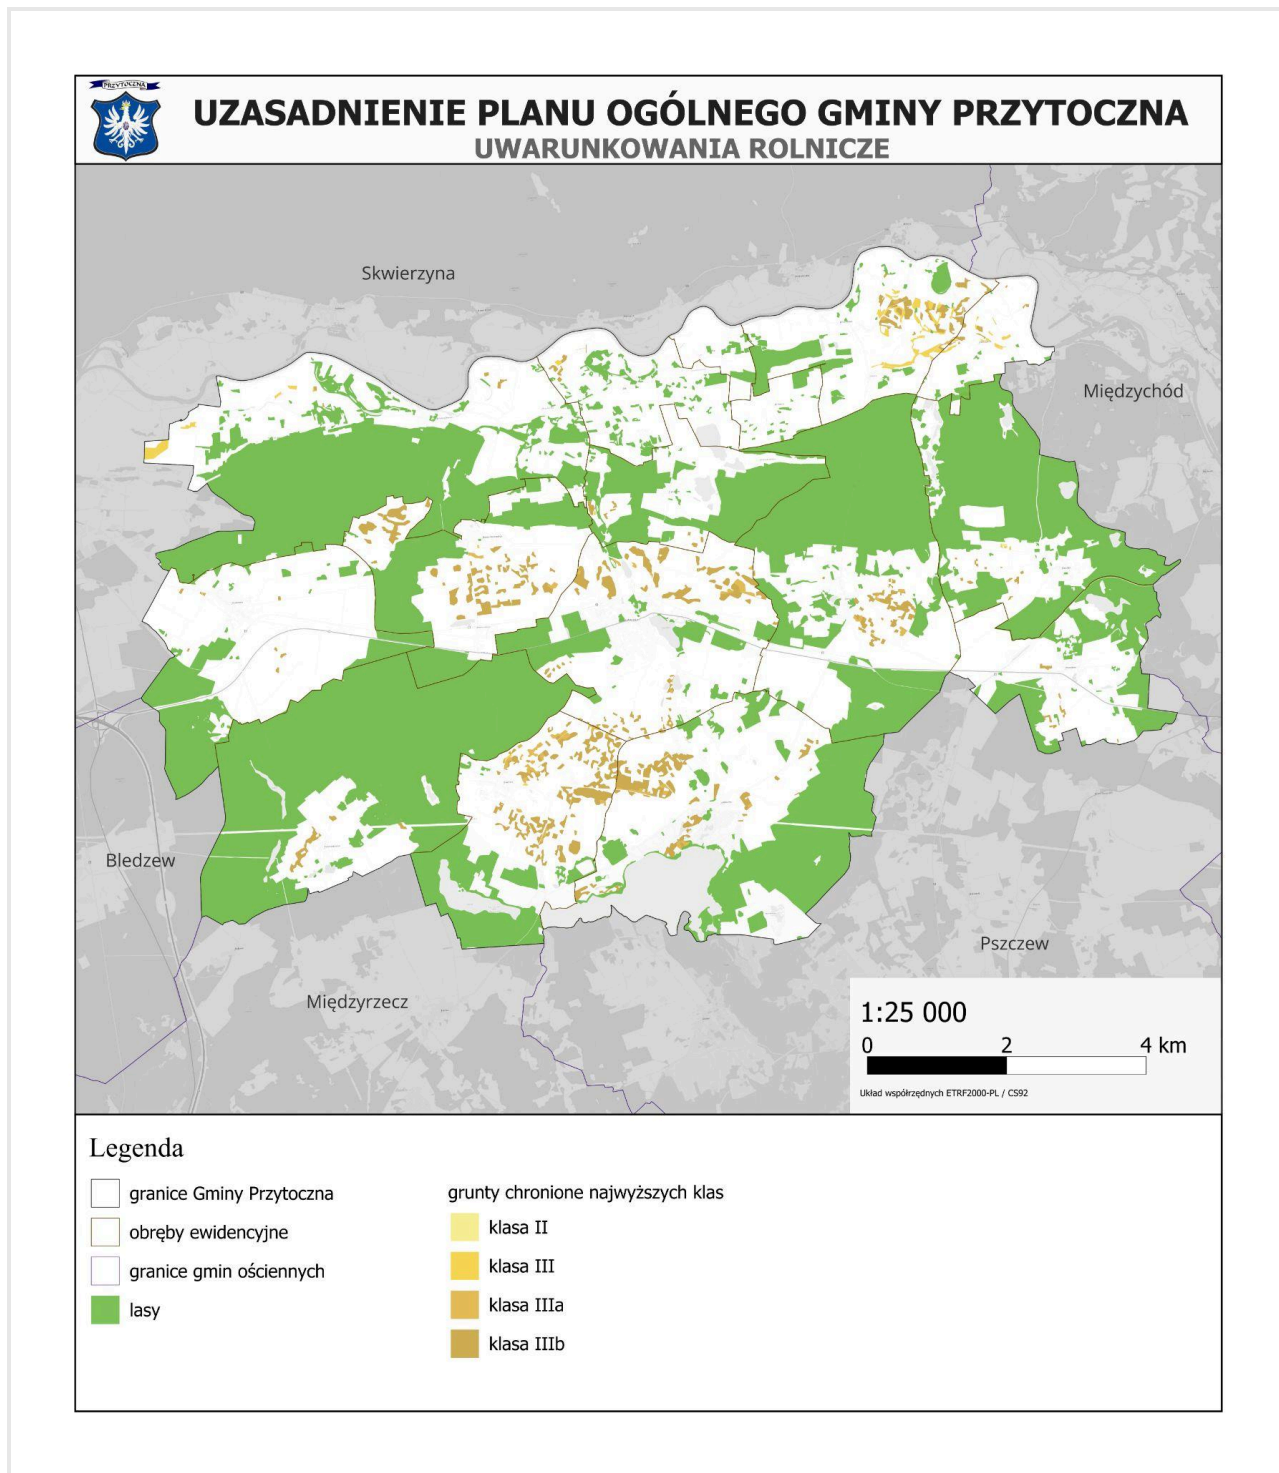 PRZYTOCZNA
UZASADNIENIE PLANU OGÓLNEGO GMINY PRZYTOCZNA
UWARUNKOWANIA ROLNICZE
Skwierzyna
Międzychód
Bledzew
Pszczew
Międzyrzecz
1:25 000
0 2 4 km
Układ współrzędnych ETRF2000-PL / CS92
Legenda
granice Gminy Przytoczna
obręby ewidencyjne
granice gmin ościennych
lasy
grunty chronione najwyższych klas
klasa II
klasa III
klasa IIIa
klasa IIIb